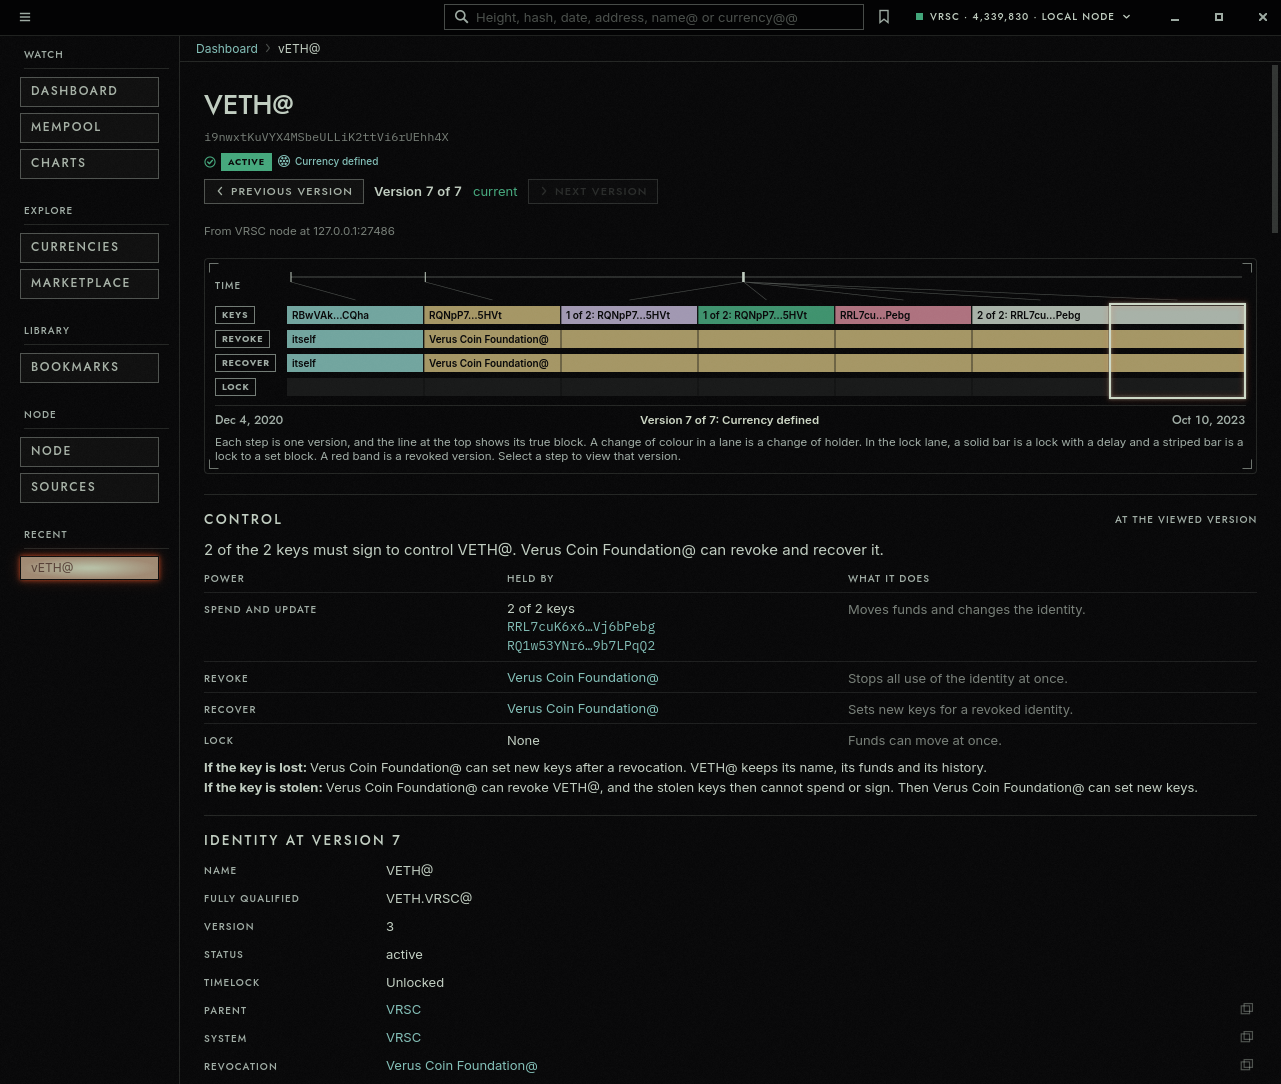 Height, hash, date, address, name@ or currency@@
VRSC · 4,339,830 · LOCAL NODE
WATCH
DASHBOARD
MEMPOOL
CHARTS
EXPLORE
CURRENCIES
MARKETPLACE
LIBRARY
BOOKMARKS
NODE
NODE
SOURCES
RECENT
vETH@
Dashboard vETH@
VETH@
i9nwxtKuVYX4MSbeULLiK2ttVi6rUEhh4X
ACTIVE Currency defined
PREVIOUS VERSION Version 7 of 7 current NEXT VERSION
From VRSC node at 127.0.0.1:27486
TIME
KEYS RBwVAk…CQha RQNpP7…5HVt 1 of 2: RQNpP7…5HVt 1 of 2: RQNpP7…5HVt RRL7cu…Pebg 2 of 2: RRL7cu…Pebg
REVOKE itself Verus Coin Foundation@
RECOVER itself Verus Coin Foundation@
LOCK
Dec 4, 2020 Version 7 of 7: Currency defined Oct 10, 2023
Each step is one version, and the line at the top shows its true block. A change of colour in a lane is a change of holder. In the lock lane, a solid bar is a lock with a delay and a striped bar is a
lock to a set block. A red band is a revoked version. Select a step to view that version.
CONTROL AT THE VIEWED VERSION
2 of the 2 keys must sign to control VETH@. Verus Coin Foundation@ can revoke and recover it.
POWER HELD BY WHAT IT DOES
SPEND AND UPDATE 2 of 2 keys Moves funds and changes the identity.
RRL7cuK6x6…Vj6bPebg
RQ1w53YNr6…9b7LPqQ2
REVOKE Verus Coin Foundation@ Stops all use of the identity at once.
RECOVER Verus Coin Foundation@ Sets new keys for a revoked identity.
LOCK None Funds can move at once.
If the key is lost: Verus Coin Foundation@ can set new keys after a revocation. VETH@ keeps its name, its funds and its history.
If the key is stolen: Verus Coin Foundation@ can revoke VETH@, and the stolen keys then cannot spend or sign. Then Verus Coin Foundation@ can set new keys.
IDENTITY AT VERSION 7
NAME VETH@
FULLY QUALIFIED VETH.VRSC@
VERSION 3
STATUS active
TIMELOCK Unlocked
PARENT VRSC
SYSTEM VRSC
REVOCATION Verus Coin Foundation@